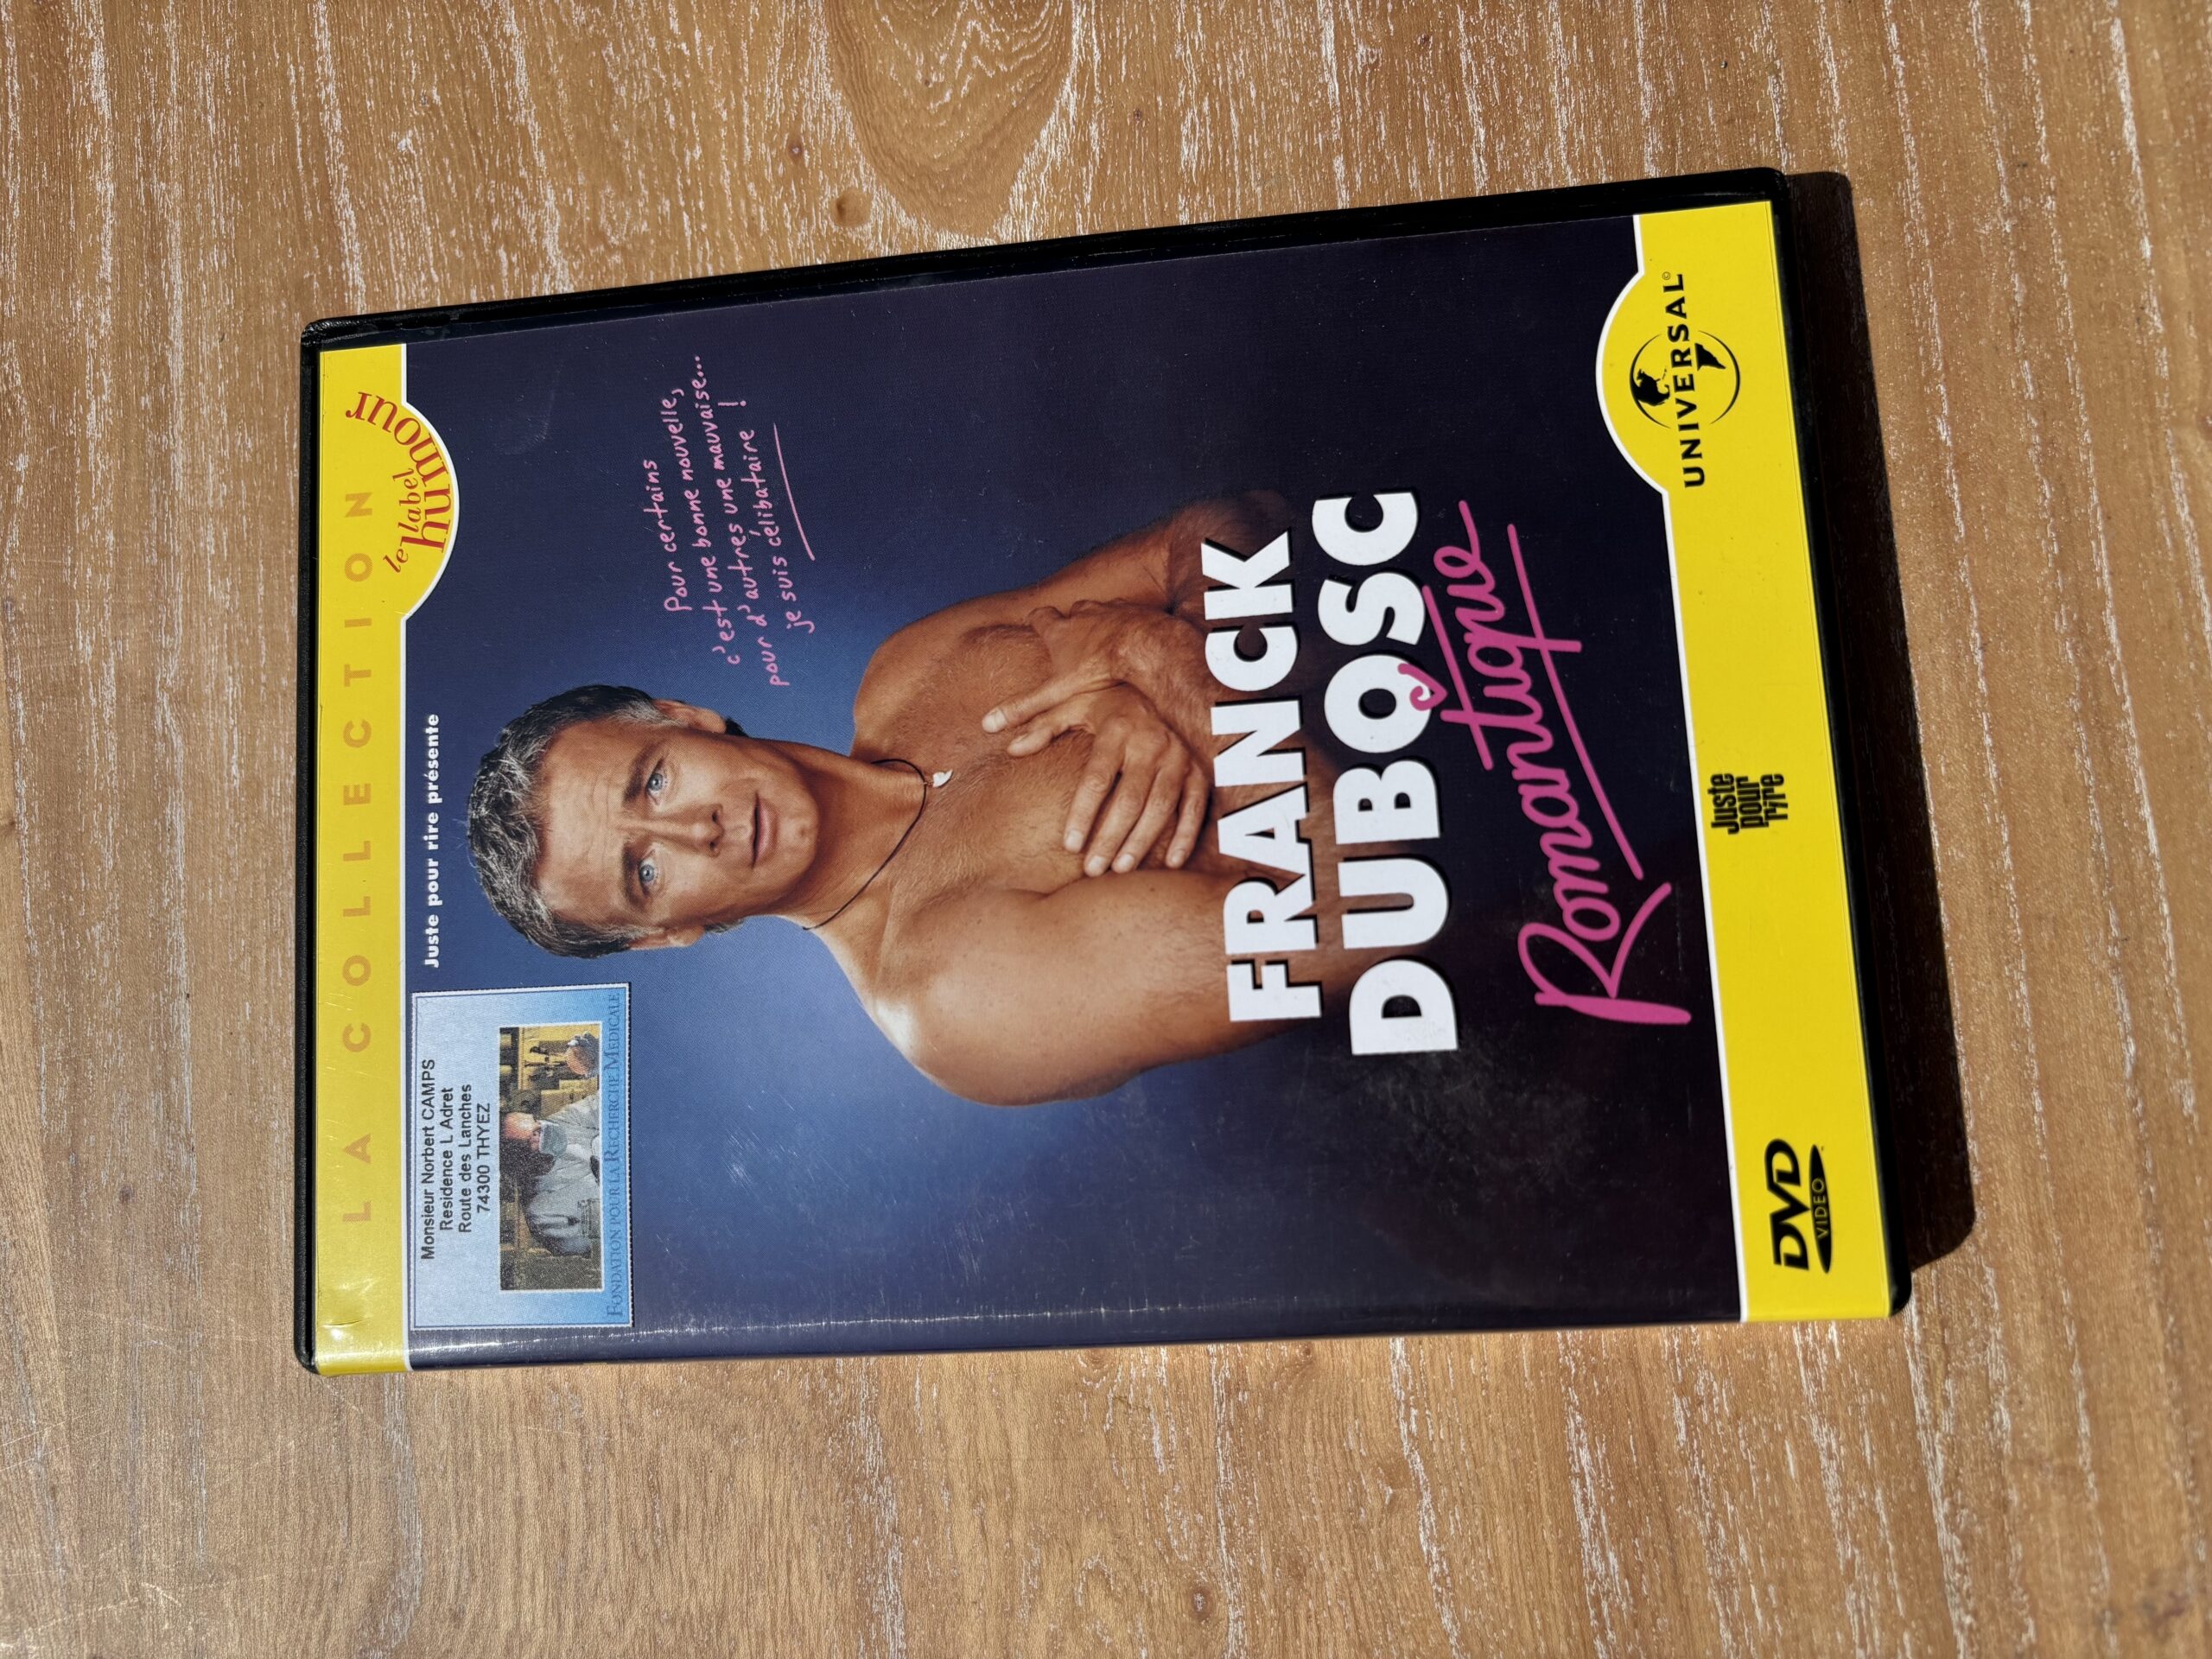 LA COLLECTION
le label
humour
Juste pour rire présente
Monsieur Norbert CAMPS
Residence L Adret
Route des Lanches
74300 THYEZ
FONDATION POUR LA RECHERCHE MEDICALE
Pour certains
c'est une bonne nouvelle,
pour d'autres une mauvaise...
je suis célibataire !
FRANCK
DUBOSC
Romantique
DVD
VIDEO
Juste
pour
rire
UNIVERSAL©